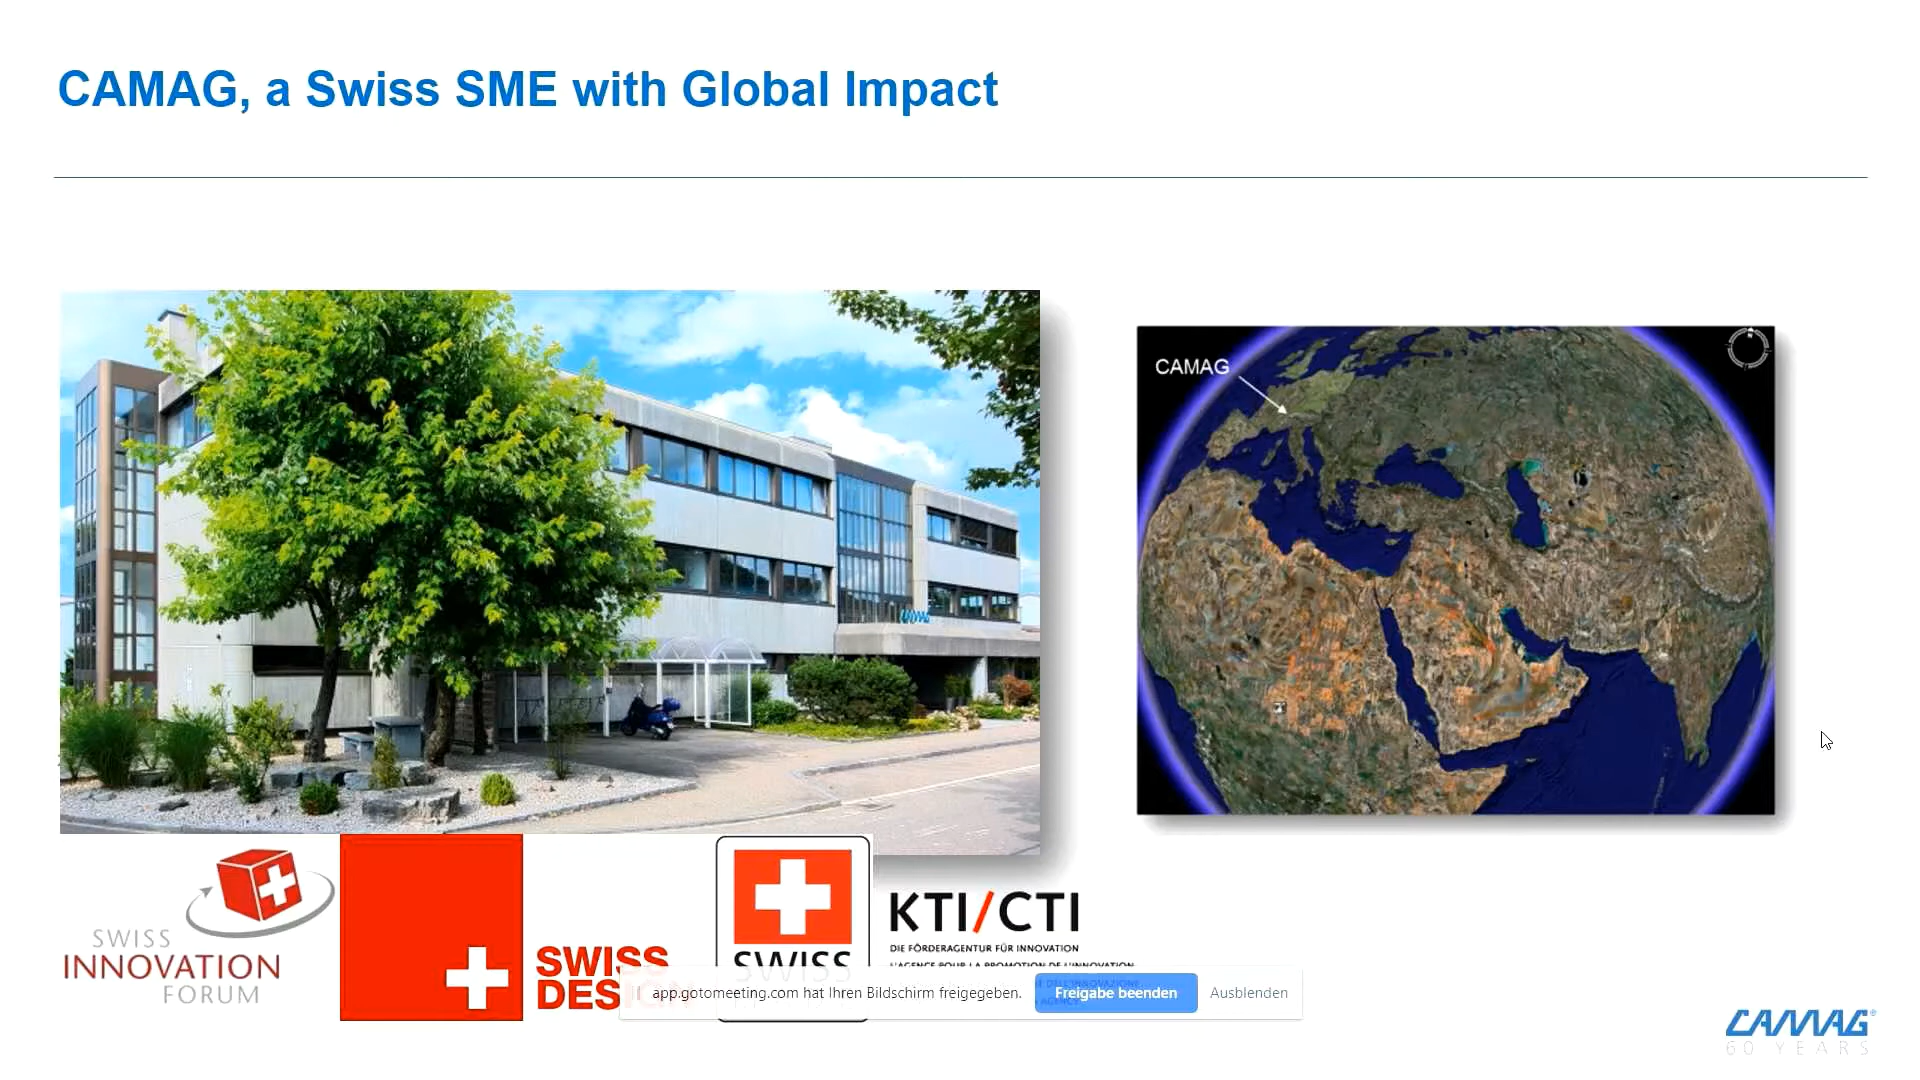 CAMAG, a Swiss SME with Global Impact
CAMAG
CAMAG
SWISS
INNOVATION
FORUM
SWISS
DES
SWISS
KTI/CTI
DIE FÖRDERAGENTUR FÜR INNOVATION
L'AGENCE POUR LA PROMOTION DE L'INNOVATION
app.gotomeeting.com hat Ihren Bildschirm freigegeben.
Freigabe beenden
Ausblenden
CAMAG®
60 YEARS